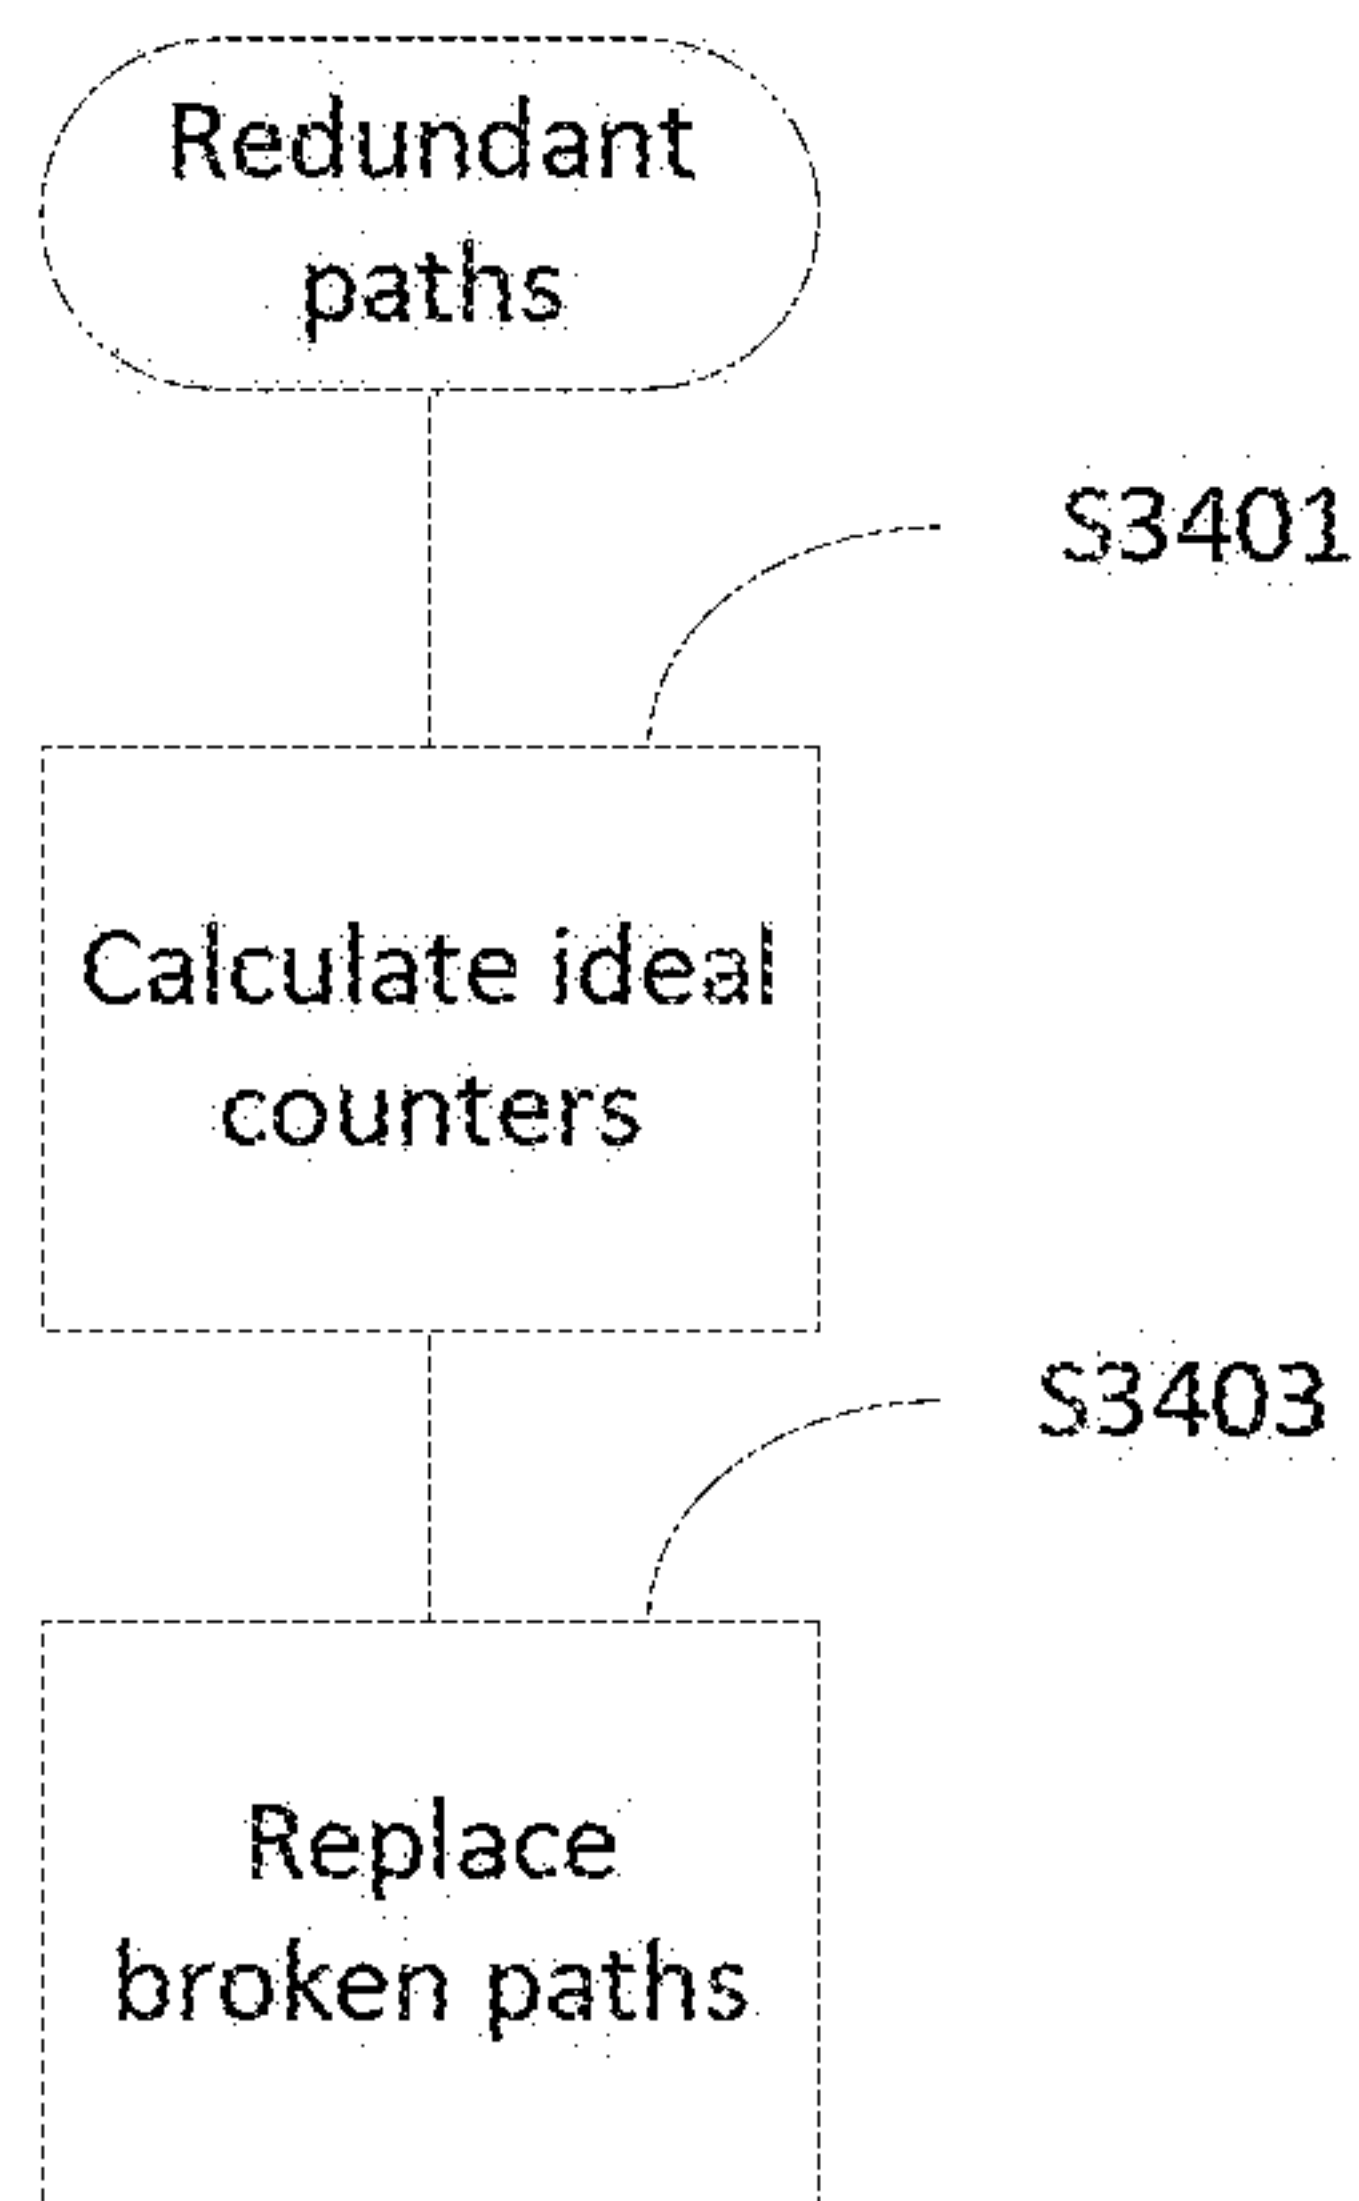 Redundant
paths
S3401
Calculate ideal
counters
S3403
Replace
broken paths